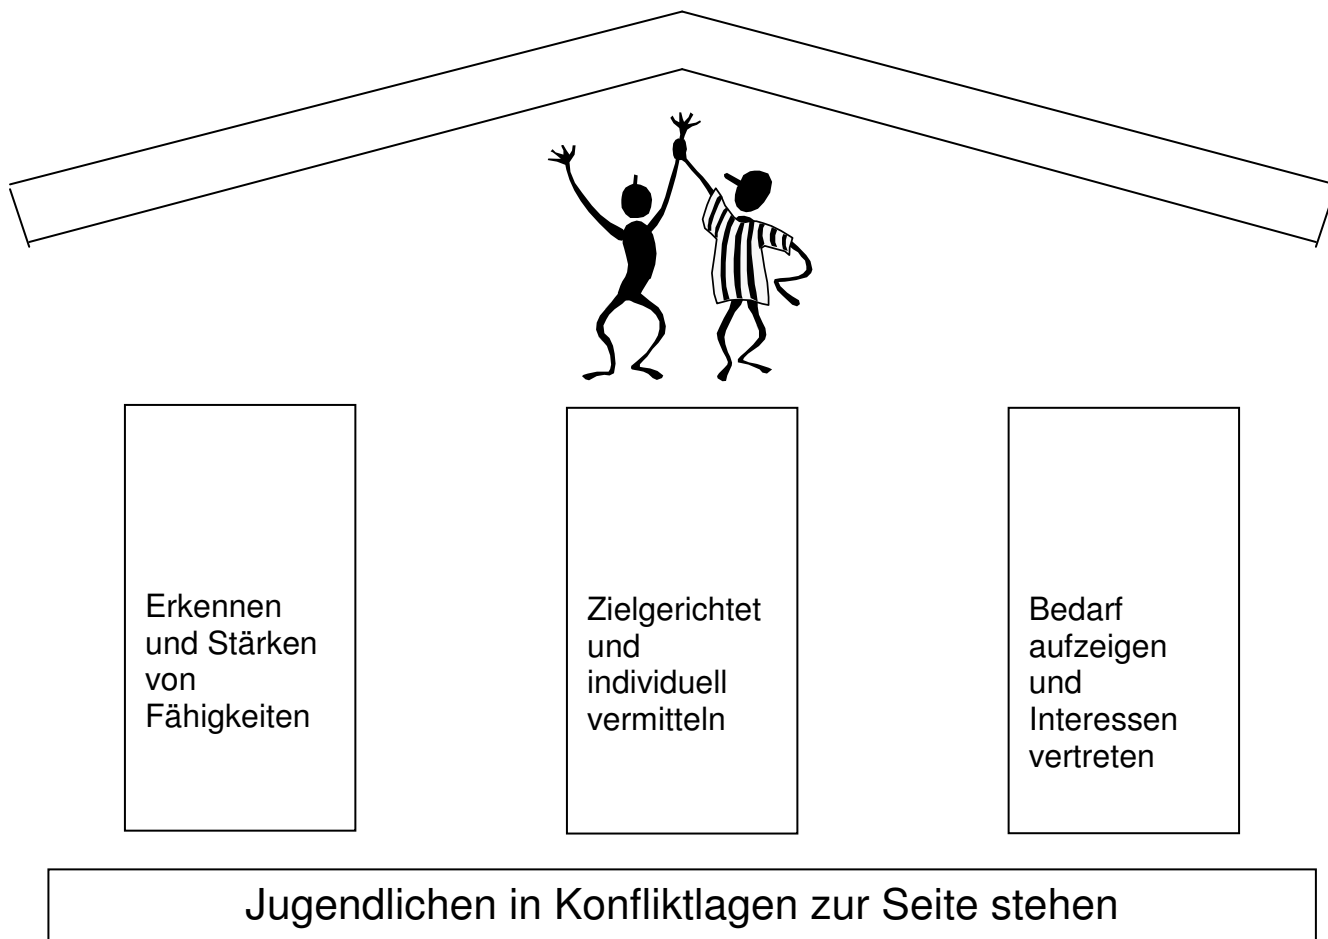 Erkennen
und Stärken
von
Fähigkeiten
Zielgerichtet
und
individuell
vermitteln
Bedarf
aufzeigen
und
Interessen
vertreten
Jugendlichen in Konfliktlagen zur Seite stehen